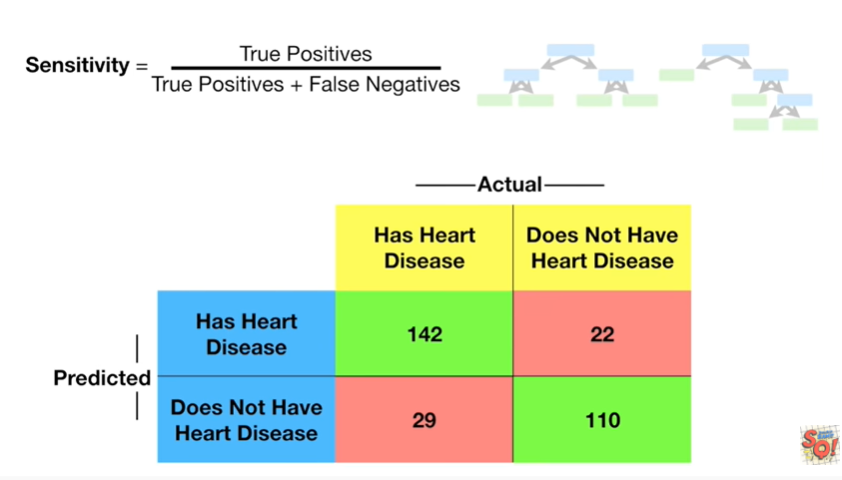 Sensitivity =
True Positives
True Positives + False Negatives
Actual
Has Heart
Disease
Does Not Have
Heart Disease
Predicted
Has Heart
Disease
142
22
Does Not Have
Heart Disease
29
110
SQ!